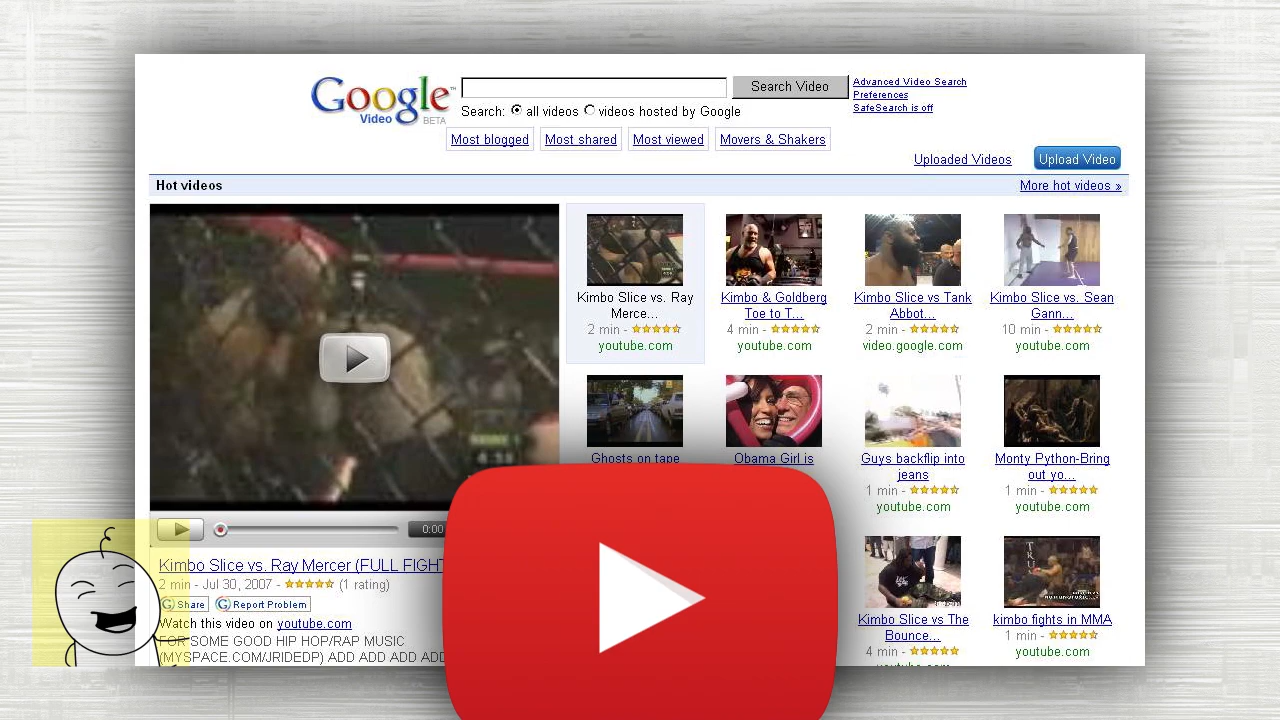 Google
Video
BETA
Search Video
Advanced Video Search
Preferences
SafeSearch is off
Search: all videos videos hosted by Google
Most blogged Most shared Most viewed Movers & Shakers
Uploaded Videos Upload Video
Hot videos More hot videos »
Kimbo Slice vs. Ray
Merce...
2 min -
youtube.com
Kimbo & Goldberg
Toe to T...
4 min -
youtube.com
Kimbo Slice vs Tank
Abbot...
2 min -
video.google.com
Kimbo Slice vs. Sean
Gann...
10 min -
youtube.com
Ghosts on tape
Obama Girl is
Guys backflip into
jeans
1 min -
youtube.com
Monty Python-Bring
out yo...
1 min -
youtube.com
Kimbo Slice vs The
Bounce...
4 min -
youtube.com
kimbo fights in MMA
1 min -
youtube.com
0:00
Kimbo Slice vs. Ray Mercer (FULL FIGHT
2 min - Jul 30, 2007 - (1 rating)
Share Report Problem
Watch this video on youtube.com
FOR SOME GOOD HIP HOP/RAP MUSIC
(MYSPACE.COM/JRIDEDP) ADD ADD ADD ADD